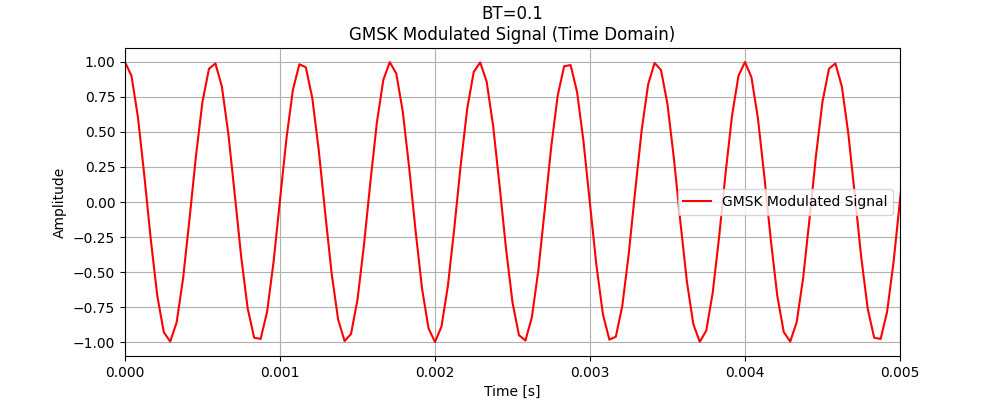 BT=0.1
GMSK Modulated Signal (Time Domain)
1.00
0.75
0.50
0.25
0.00
−0.25
−0.50
−0.75
−1.00
Amplitude
GMSK Modulated Signal
0.000 0.001 0.002 0.003 0.004 0.005
Time [s]